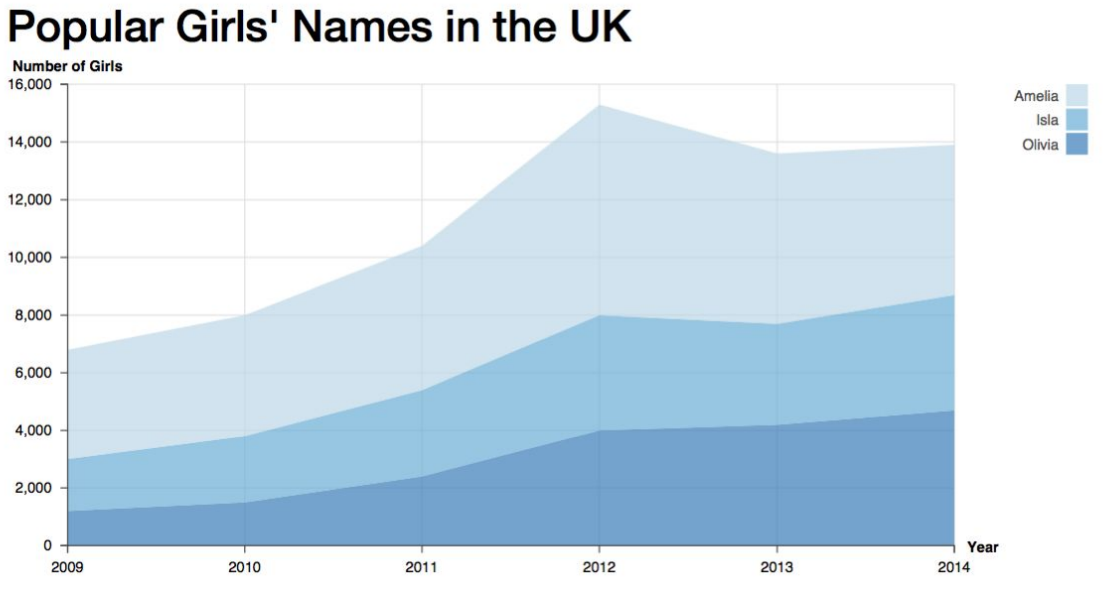 Popular Girls' Names in the UK
Number of Girls
16,000
14,000
12,000
10,000
8,000
6,000
4,000
2,000
0
2009 2010 2011 2012 2013 2014
Year
Amelia
Isla
Olivia